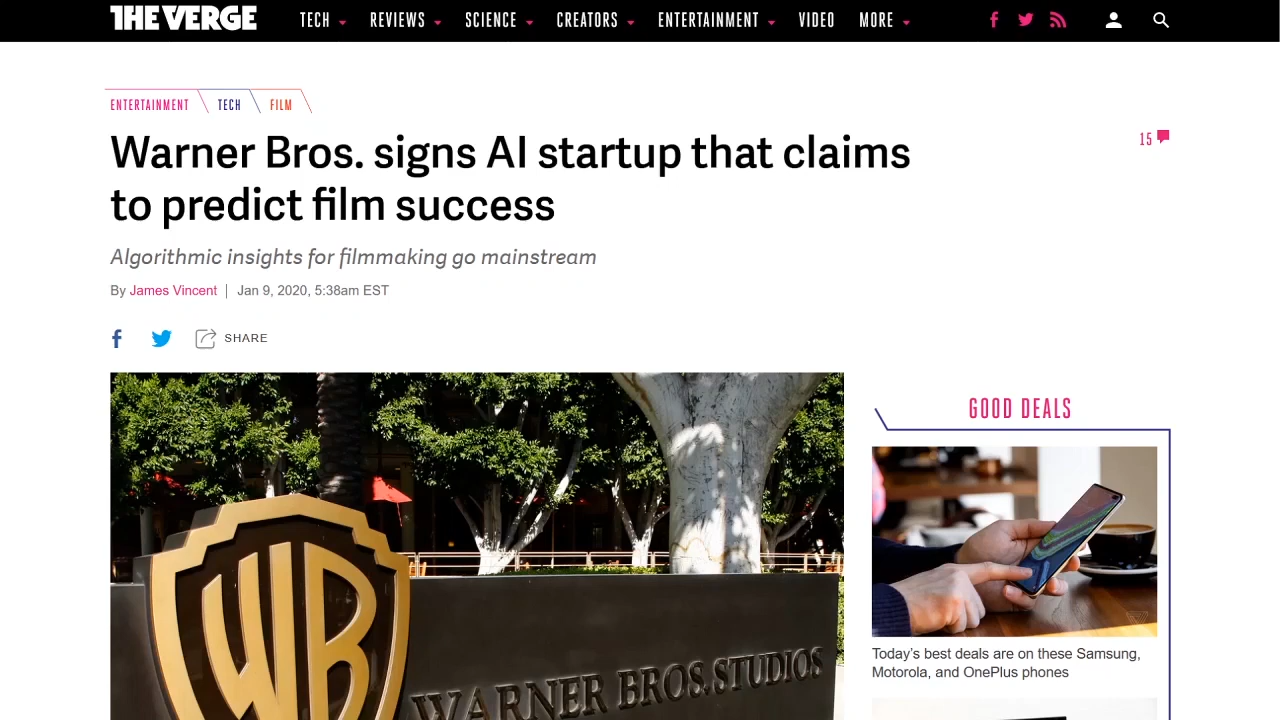 THE VERGE
TECH REVIEWS SCIENCE CREATORS ENTERTAINMENT VIDEO MORE
ENTERTAINMENT TECH FILM
Warner Bros. signs AI startup that claims
to predict film success
15
Algorithmic insights for filmmaking go mainstream
By James Vincent | Jan 9, 2020, 5:38am EST
SHARE
GOOD DEALS
WB
WARNER BROS. STUDIOS
Today's best deals are on these Samsung,
Motorola, and OnePlus phones